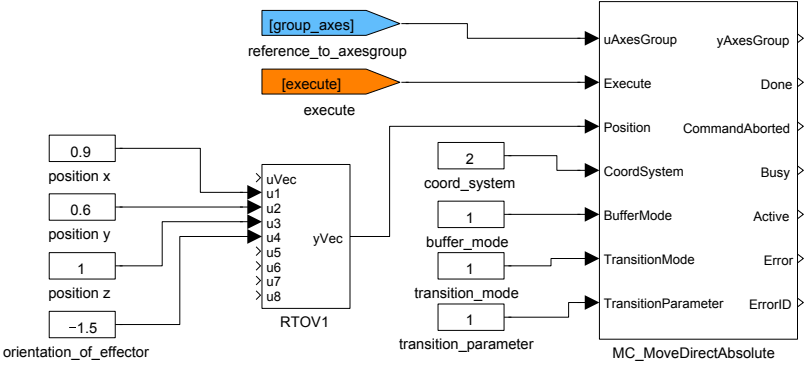 [group_axes]
reference_to_axesgroup
[execute]
execute
0.9
position x
0.6
position y
1
position z
−1.5
orientation_of_effector
uVec
u1
u2
u3
u4
u5
u6
u7
u8
yVec
RTOV1
2
coord_system
1
buffer_mode
1
transition_mode
1
transition_parameter
uAxesGroup yAxesGroup
Execute Done
Position CommandAborted
CoordSystem Busy
BufferMode Active
TransitionMode Error
TransitionParameter ErrorID
MC_MoveDirectAbsolute